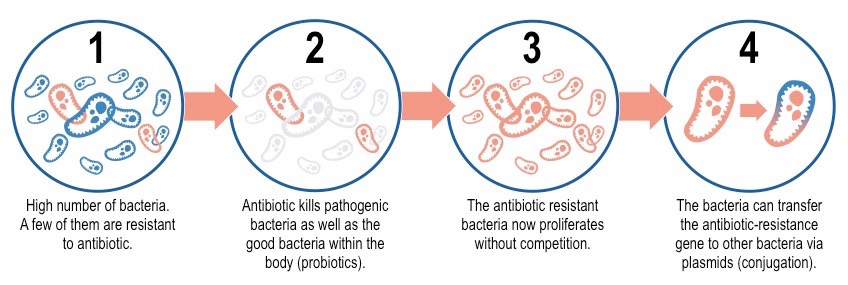 1
High number of bacteria.
A few of them are resistant
to antibiotic.
2
Antibiotic kills pathogenic
bacteria as well as the
good bacteria within the
body (probiotics).
3
The antibiotic resistant
bacteria now proliferates
without competition.
4
The bacteria can transfer
the antibiotic-resistance
gene to other bacteria via
plasmids (conjugation).